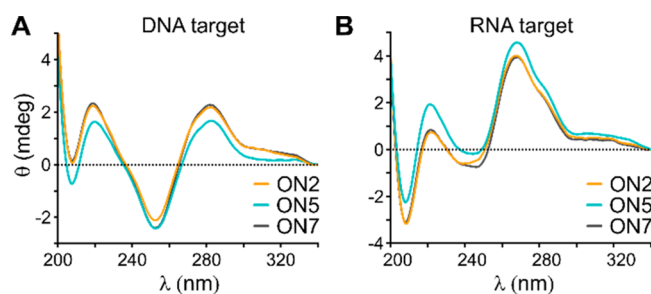 A DNA target
θ (mdeg)
4
2
0
-2
200 240 280 320
λ (nm)
ON2
ON5
ON7
B RNA target
6
4
2
0
-2
-4
200 240 280 320
λ (nm)
ON2
ON5
ON7